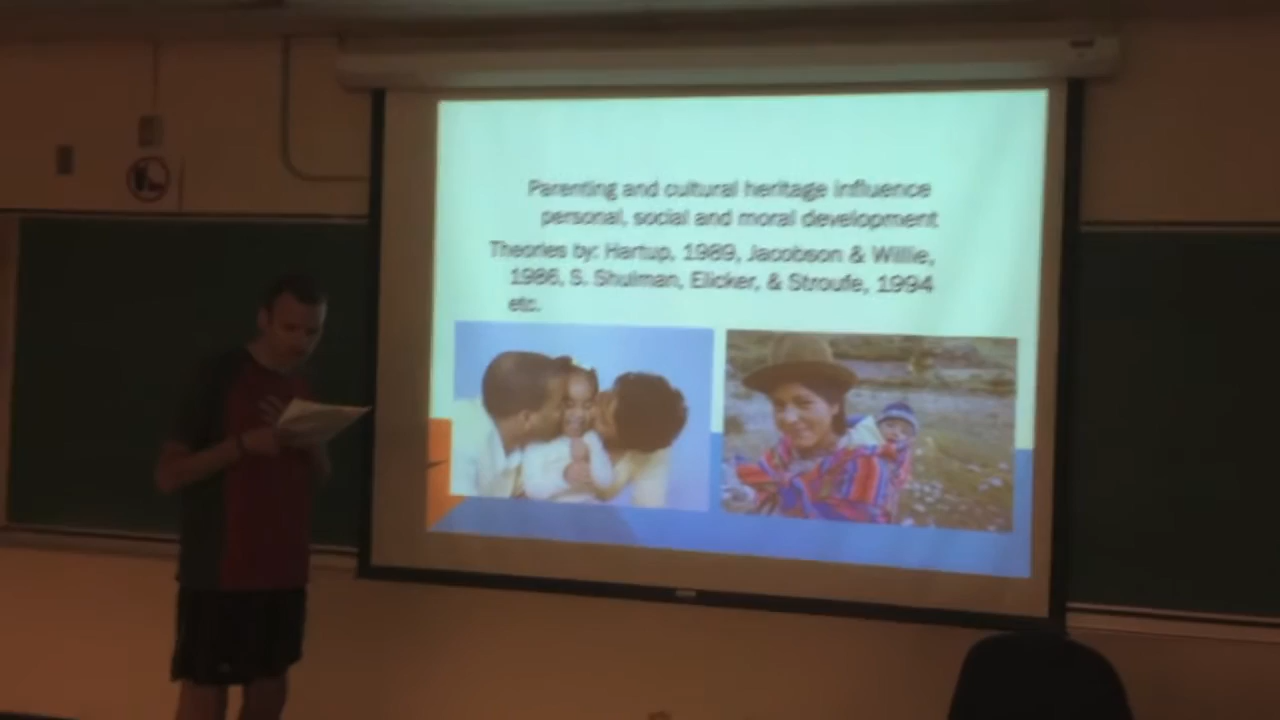 Parenting and cultural heritage influence
personal, social and moral development
Theories by: Hartup, 1989, Jacobson & Willie,
1986, S. Shulman, Elicker, & Stroufe, 1994
etc.